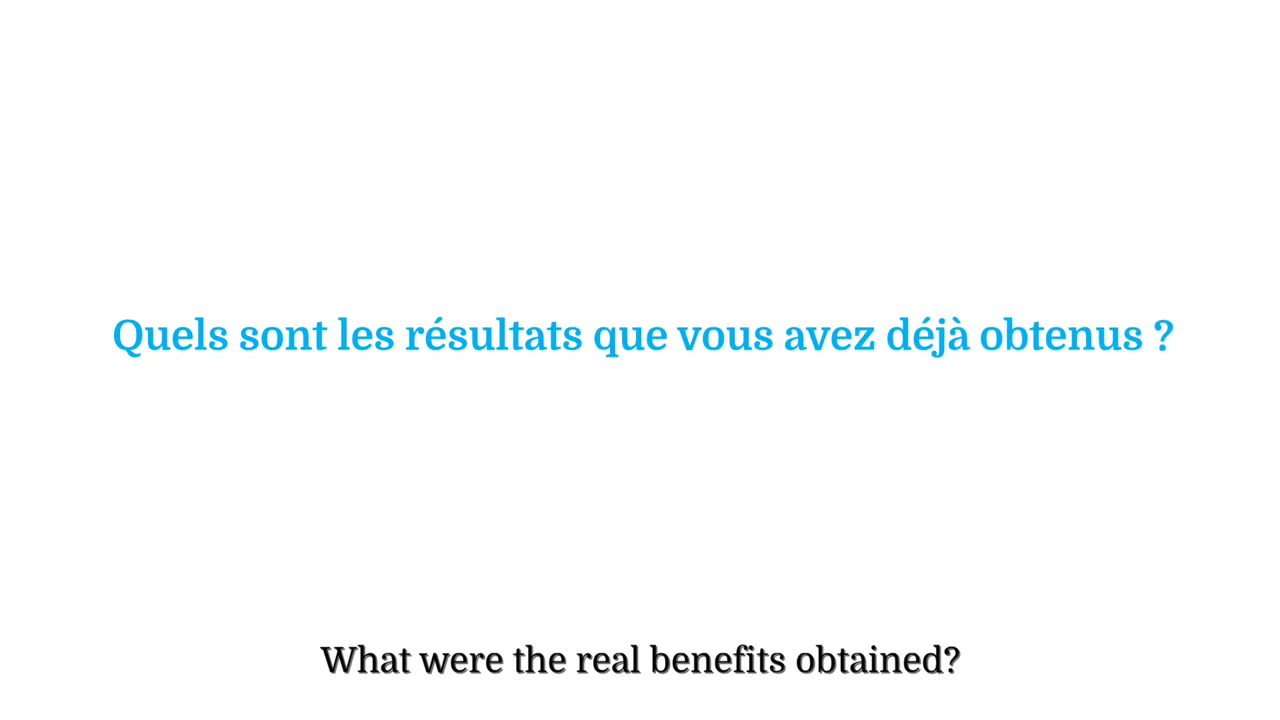 Quels sont les résultats que vous avez déjà obtenus ?
What were the real benefits obtained?